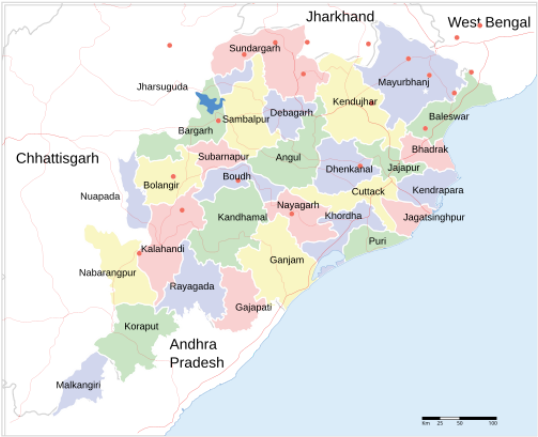 Jharkhand
West Bengal
Sundargarh
Jharsuguda
Mayurbhanj
Kendujhar
Sambalpur
Debagarh
Baleswar
Bargarh
Bhadrak
Chhattisgarh
Subarnapur
Angul
Dhenkanal
Jajapur
Bolangir
Boudh
Nuapada
Cuttack
Kendrapara
Nayagarh
Kandhamal
Khordha
Jagatsinghpur
Kalahandi
Puri
Nabarangpur
Ganjam
Rayagada
Gajapati
Koraput
Andhra
Pradesh
Malkangiri
Km 25 50 100